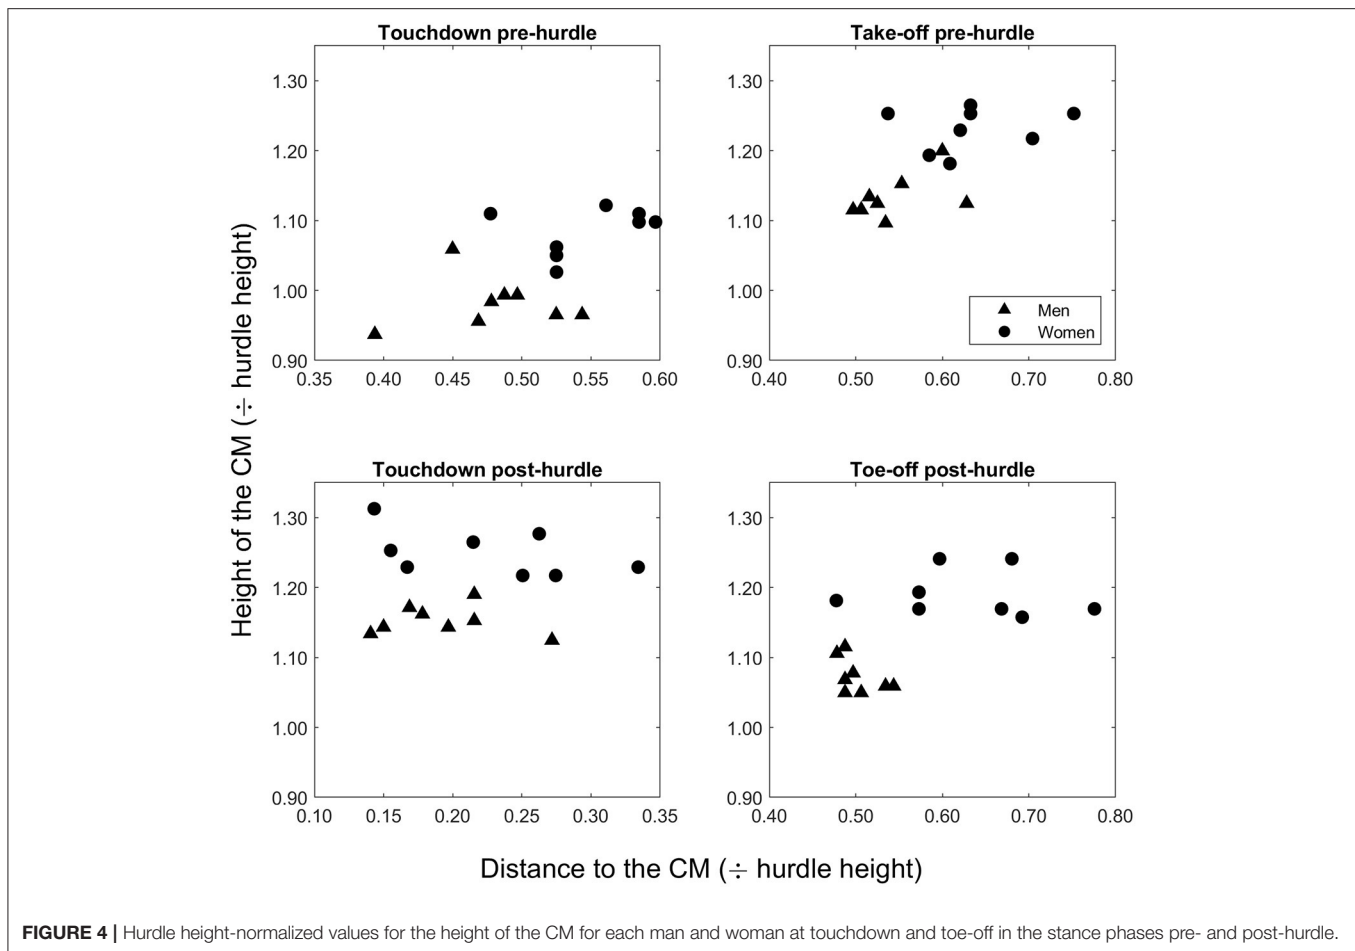 Touchdown pre-hurdle
Take-off pre-hurdle
1.30
1.20
1.10
1.00
0.90
0.35 0.40 0.45 0.50 0.55 0.60
1.30
1.20
1.10
1.00
0.90
0.40 0.50 0.60 0.70 0.80
Men
Women
Height of the CM (÷ hurdle height)
Touchdown post-hurdle
Toe-off post-hurdle
1.30
1.20
1.10
1.00
0.90
0.10 0.15 0.20 0.25 0.30 0.35
1.30
1.20
1.10
1.00
0.90
0.40 0.50 0.60 0.70 0.80
Distance to the CM (÷ hurdle height)
FIGURE 4 | Hurdle height-normalized values for the height of the CM for each man and woman at touchdown and toe-off in the stance phases pre- and post-hurdle.